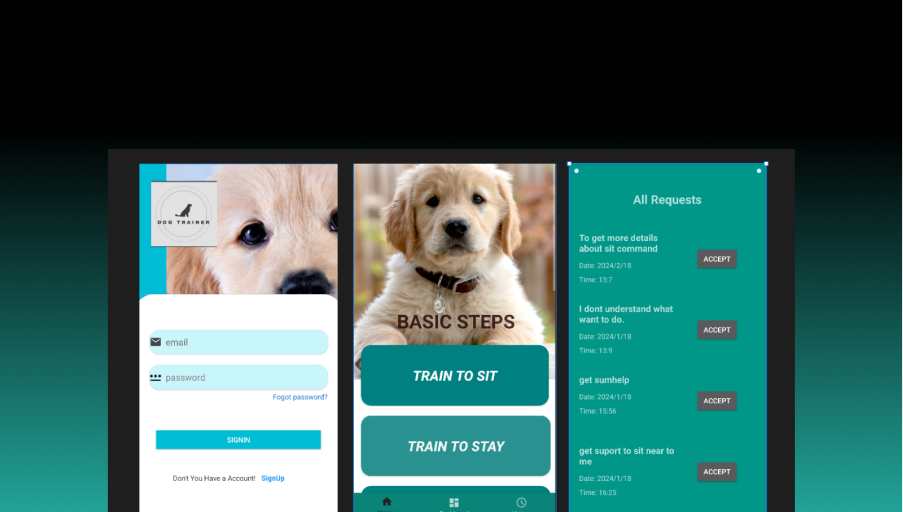 DOG TRAINER
email
password
Fogot password?
SIGNIN
Don't You Have a Account! SignUp
BASIC STEPS
TRAIN TO SIT
TRAIN TO STAY
All Requests
To get more details
about sit command
Date: 2024/2/18
Time: 13:7
ACCEPT
I dont understand what
want to do.
Date: 2024/1/18
Time: 13:9
ACCEPT
get sumhelp
Date: 2024/1/18
Time: 15:56
ACCEPT
get suport to sit near to
me
Date: 2024/1/18
Time: 16:25
ACCEPT